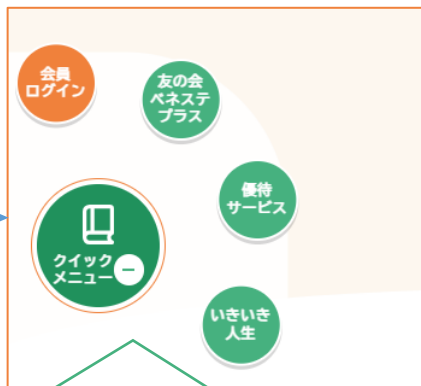 会員
ログイン
友の会
ベネステ
プラス
優待
サービス
クイック
メニュー
いきいき
人生